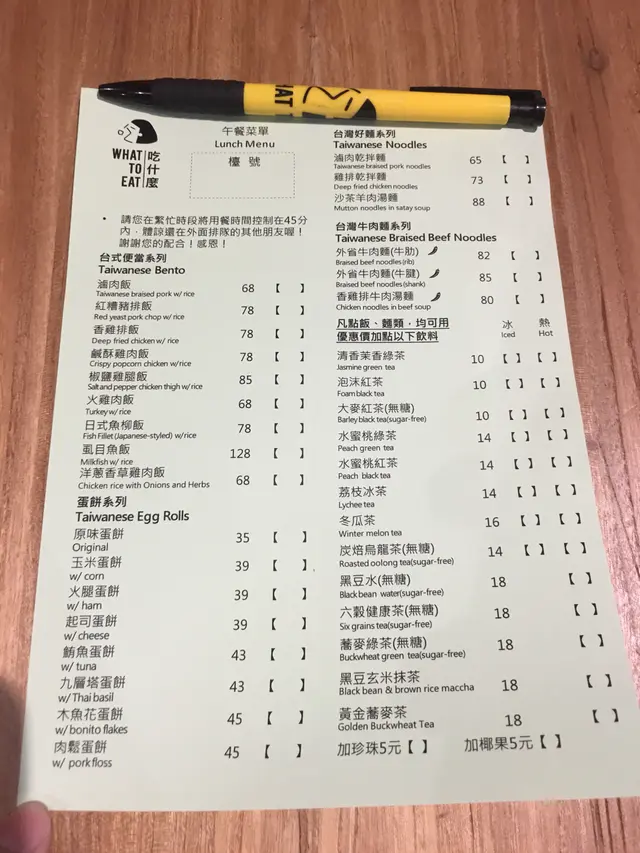 WHAT TO EAT
吃什麼
午餐菜單
Lunch Menu
檯 號
• 請您在繁忙時段將用餐時間控制在45分
內，體諒還在外面排隊的其他朋友喔！
謝謝您的配合！感恩！
台式便當系列
Taiwanese Bento
滷肉飯 68 【 】
Taiwanese braised pork w/ rice
紅糟豬排飯 78 【 】
Red yeast pork chop w/ rice
香雞排飯 78 【 】
Deep fried chicken w/ rice
鹹酥雞肉飯 78 【 】
Crispy popcorn chicken w/ rice
椒鹽雞腿飯 85 【 】
Salt and pepper chicken thigh w/ rice
火雞肉飯 68 【 】
Turkey w/ rice
日式魚柳飯 78 【 】
Fish Fillet (Japanese-styled) w/rice
虱目魚飯 128 【 】
Milkfish w/ rice
洋蔥香草雞肉飯 68 【 】
Chicken rice with Onions and Herbs
蛋餅系列
Taiwanese Egg Rolls
原味蛋餅 35 【 】
Original
玉米蛋餅 39 【 】
w/ corn
火腿蛋餅 39 【 】
w/ ham
起司蛋餅 39 【 】
w/ cheese
鮪魚蛋餅 43 【 】
w/ tuna
九層塔蛋餅 43 【 】
w/ Thai basil
木魚花蛋餅 45 【 】
w/ bonito flakes
肉鬆蛋餅 45 【 】
w/ pork floss
台灣好麵系列
Taiwanese Noodles
滷肉乾拌麵 65 【 】
Taiwanese braised pork noodles
雞排乾拌麵 73 【 】
Deep fried chicken noodles
沙茶羊肉湯麵 88 【 】
Mutton noodles in satay soup
台灣牛肉麵系列
Taiwanese Braised Beef Noodles
外省牛肉麵(牛肋) 82 【 】
Braised beef noodles (rib)
外省牛肉麵(牛腱) 85 【 】
Braised beef noodles (shank)
香雞排牛肉湯麵 80 【 】
Chicken noodles in beef soup
凡點飯、麵類，均可用
優惠價加點以下飲料
冰 熱
Iced Hot
清香茉香綠茶 10 【 】【 】
Jasmine green tea
泡沫紅茶 10 【 】【 】
Foam black tea
大麥紅茶(無糖) 10 【 】【 】
Barley black tea(sugar-free)
水蜜桃綠茶 14 【 】【 】
Peach green tea
水蜜桃紅茶 14 【 】【 】
Peach black tea
荔枝冰茶 14 【 】【 】
Lychee tea
冬瓜茶 16 【 】【 】
Winter melon tea
炭焙烏龍茶(無糖) 14 【 】【 】
Roasted oolong tea(sugar-free)
黑豆水(無糖) 18 【 】
Black bean water(sugar-free)
六穀健康茶(無糖) 18 【 】
Six grains tea(sugar-free)
蕎麥綠茶(無糖) 18 【 】
Buckwheat green tea(sugar-free)
黑豆玄米抹茶 18 【 】
Black bean & brown rice maccha
黃金蕎麥茶 18 【 】
Golden Buckwheat Tea
加珍珠5元【 】 加椰果5元【 】